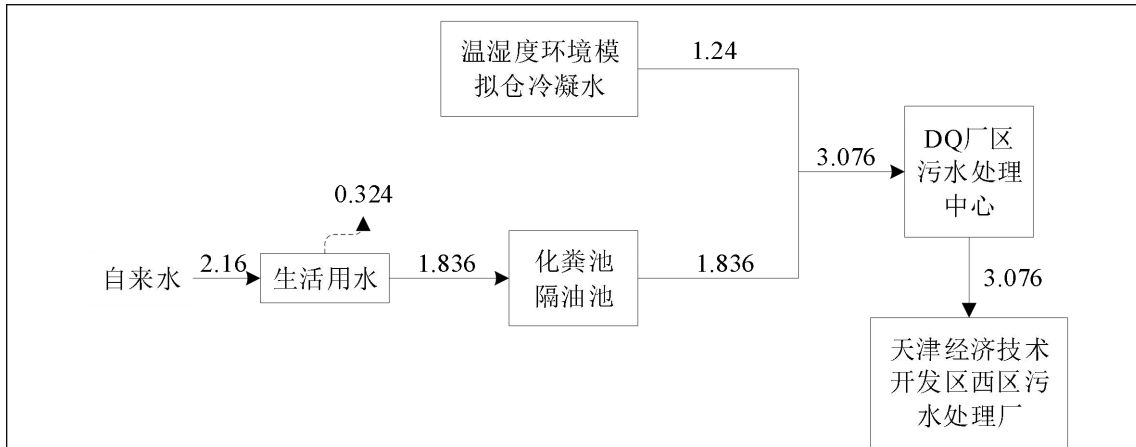 温湿度环境模
拟仓冷凝水
1.24
DQ厂区
污水处理
中心
3.076
0.324
自来水
2.16
生活用水
1.836
化粪池
隔油池
1.836
3.076
天津经济技术
开发区西区污
水处理厂